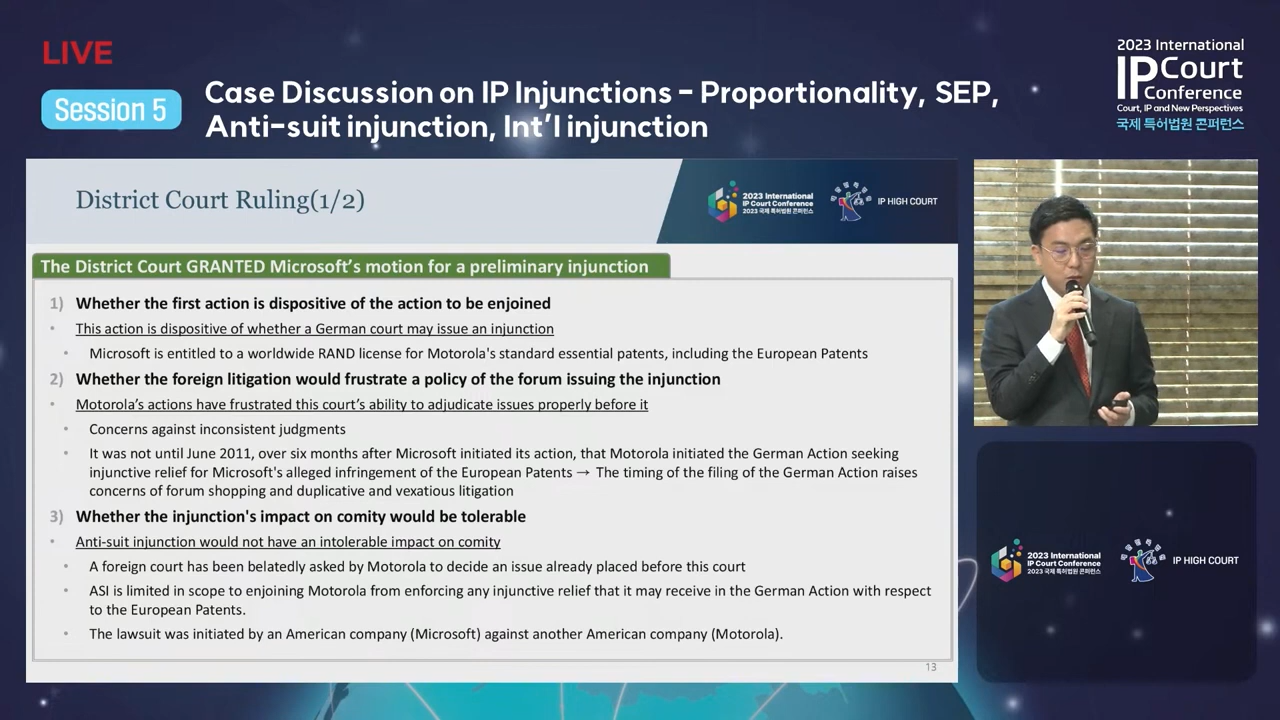 LIVE
Session 5
Case Discussion on IP Injunctions - Proportionality, SEP,
Anti-suit injunction, Int'l injunction
2023 International
IP Court
Conference
Court, IP and New Perspectives
국제 특허법원 콘퍼런스
District Court Ruling(1/2)
2023 International
IP Court Conference
2023 국제 특허법원 콘퍼런스
IP HIGH COURT
The District Court GRANTED Microsoft's motion for a preliminary injunction
1) Whether the first action is dispositive of the action to be enjoined
• This action is dispositive of whether a German court may issue an injunction
• Microsoft is entitled to a worldwide RAND license for Motorola's standard essential patents, including the European Patents
2) Whether the foreign litigation would frustrate a policy of the forum issuing the injunction
• Motorola's actions have frustrated this court's ability to adjudicate issues properly before it
• Concerns against inconsistent judgments
• It was not until June 2011, over six months after Microsoft initiated its action, that Motorola initiated the German Action seeking
injunctive relief for Microsoft's alleged infringement of the European Patents → The timing of the filing of the German Action raises
concerns of forum shopping and duplicative and vexatious litigation
3) Whether the injunction's impact on comity would be tolerable
• Anti-suit injunction would not have an intolerable impact on comity
• A foreign court has been belatedly asked by Motorola to decide an issue already placed before this court
• ASI is limited in scope to enjoining Motorola from enforcing any injunctive relief that it may receive in the German Action with respect
to the European Patents.
• The lawsuit was initiated by an American company (Microsoft) against another American company (Motorola).
13
2023 International
IP Court Conference
2023 국제 특허법원 콘퍼런스
IP HIGH COURT